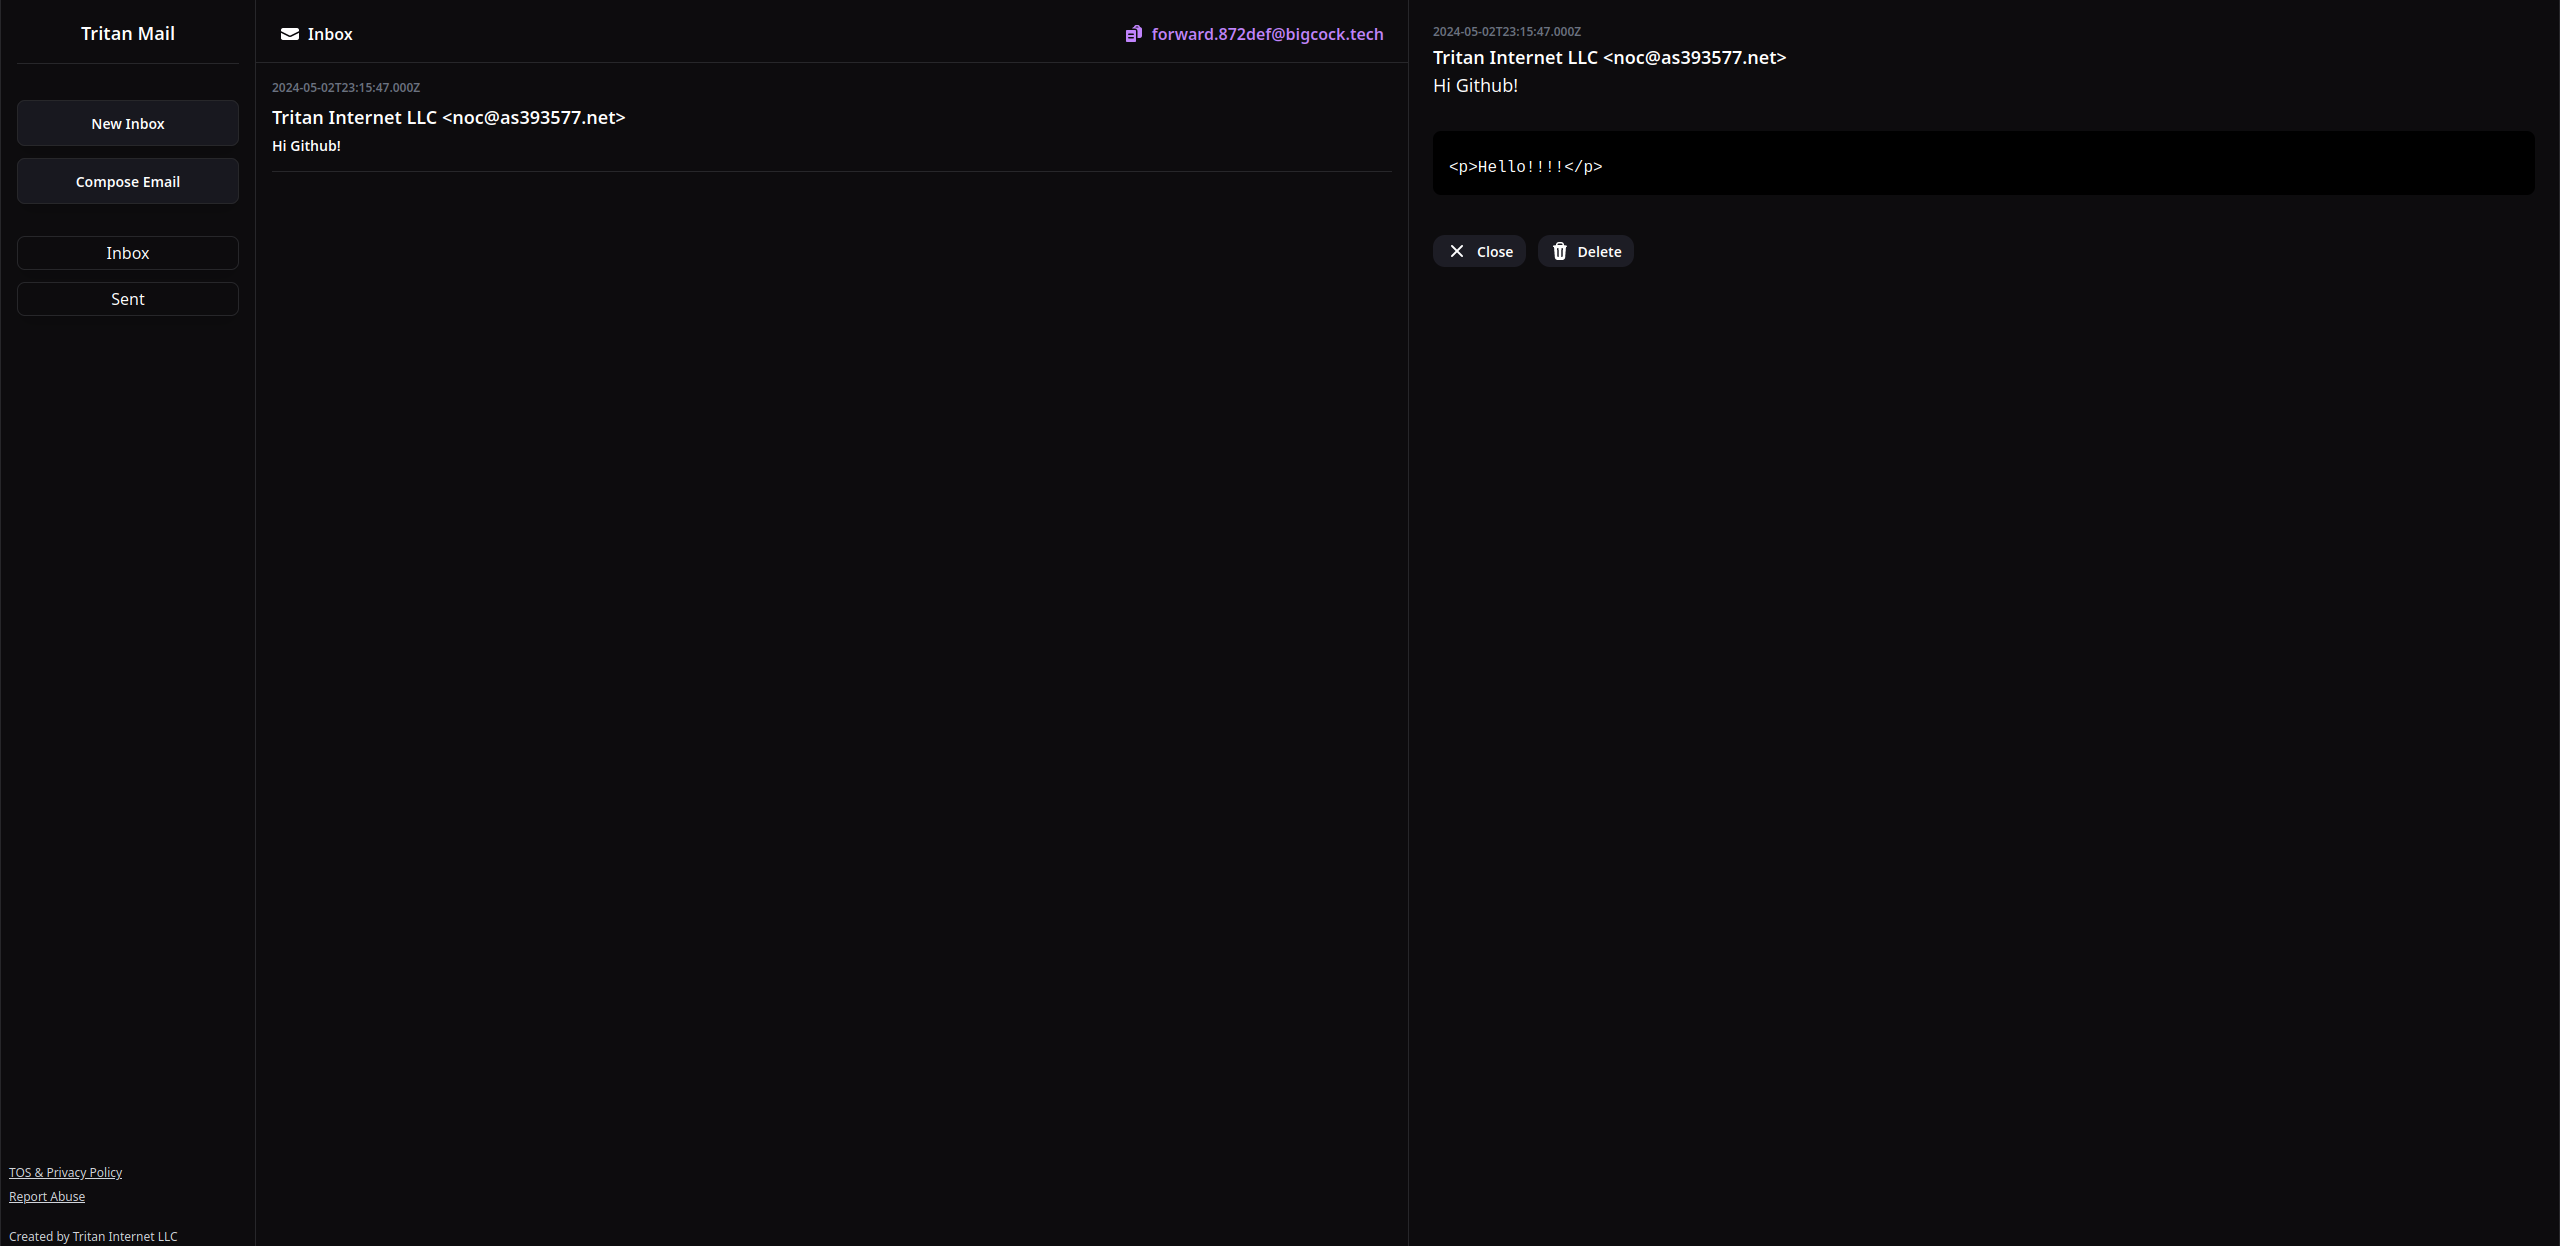 Tritan Mail
New Inbox
Compose Email
Inbox
Sent
TOS & Privacy Policy
Report Abuse
Created by Tritan Internet LLC
Inbox
forward.872def@bigcock.tech
2024-05-02T23:15:47.000Z
Tritan Internet LLC <noc@as393577.net>
Hi Github!
2024-05-02T23:15:47.000Z
Tritan Internet LLC <noc@as393577.net>
Hi Github!
<p>Hello!!!!</p>
Close
Delete